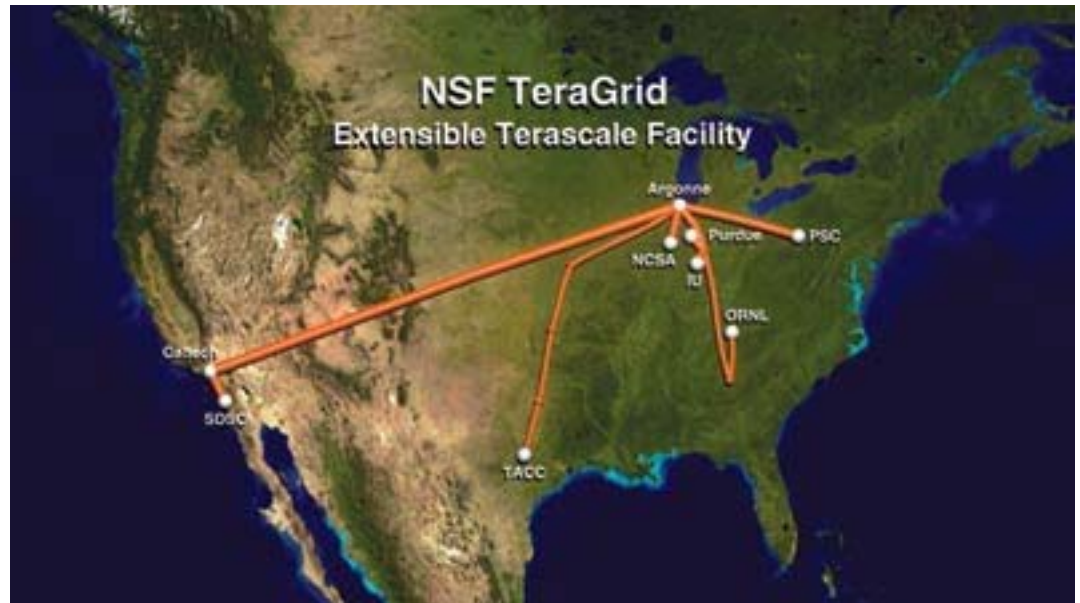 NSF TeraGrid
Extensible Terascale Facility
Argonne
Purdue
PSC
NCSA
IU
ORNL
Caltech
SDSC
TACC